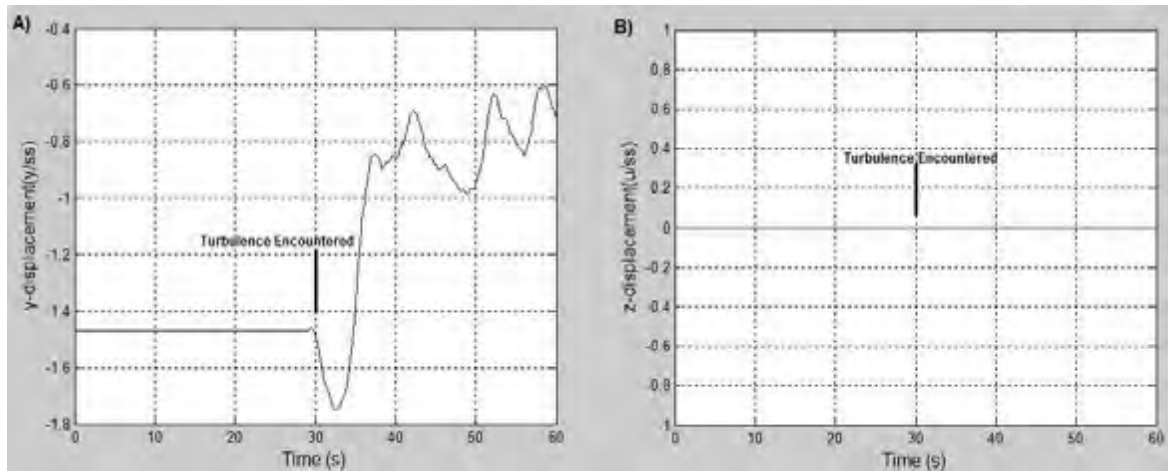 A)
-0.4
-0.6
-0.8
-1
-1.2
-1.4
-1.6
-1.8
y-displacement(y/ss)
Turbulence Encountered
0 10 20 30 40 50 60
Time (s)
B)
1
0.8
0.6
0.4
0.2
0
-0.2
-0.4
-0.6
0.8
1
z-displacement(u/ss)
Turbulence Encountered
0 10 20 30 40 50 60
Time (s)